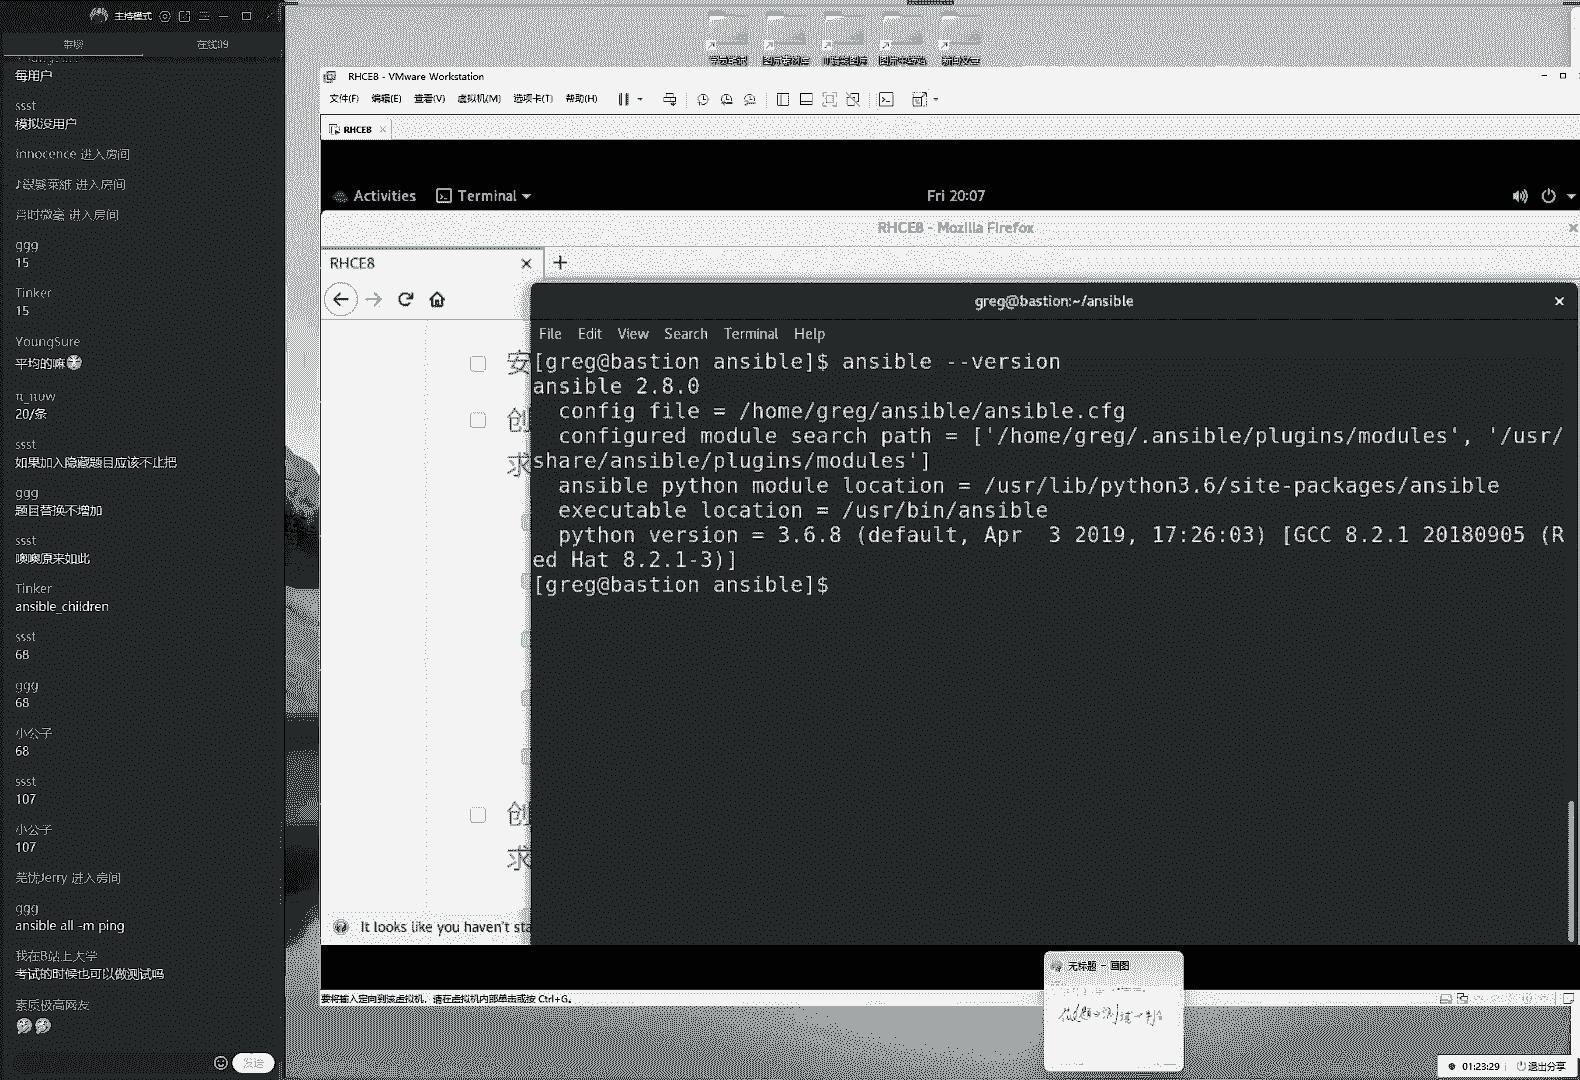 主持模式
在线09
每用户
ssst
模拟没用户
innocence 进入房间
进入房间
进入房间
ggg
15
Tinker
15
YoungSure
平均的嘛
20/条
ssst
如果加入隐藏题目应该不止把
ggg
题目替换不增加
ssst
噢噢原来如此
Tinker
ansible_children
ssst
68
ggg
68
小公子
68
ssst
107
小公子
107
芜忧Jerry 进入房间
ggg
ansible all -m ping
我在B站上大学
考试的时候也可以做测试吗
素质极高网友
发送
RHCE8 - VMware Workstation
文件(F) 编辑(E) 查看(V) 虚拟机(M) 选项卡(T) 帮助(H)
RHCE8
Activities Terminal Fri 20:07
RHCE8 - Mozilla Firefox
RHCE8
greg@bastion:~/ansible
File Edit View Search Terminal Help
安
创
求
创
求
[greg@bastion ansible]$ ansible --version
ansible 2.8.0
config file = /home/greg/ansible/ansible.cfg
configured module search path = ['/home/greg/.ansible/plugins/modules', '/usr/
share/ansible/plugins/modules']
ansible python module location = /usr/lib/python3.6/site-packages/ansible
executable location = /usr/bin/ansible
python version = 3.6.8 (default, Apr  3 2019, 17:26:03) [GCC 8.2.1 20180905 (R
ed Hat 8.2.1-3)]
[greg@bastion ansible]$
It looks like you haven't sta
无标题 - 画图
要将输入定向到该虚拟机，请在虚拟机内部单击或按 Ctrl+G。
01:23:29 退出分享